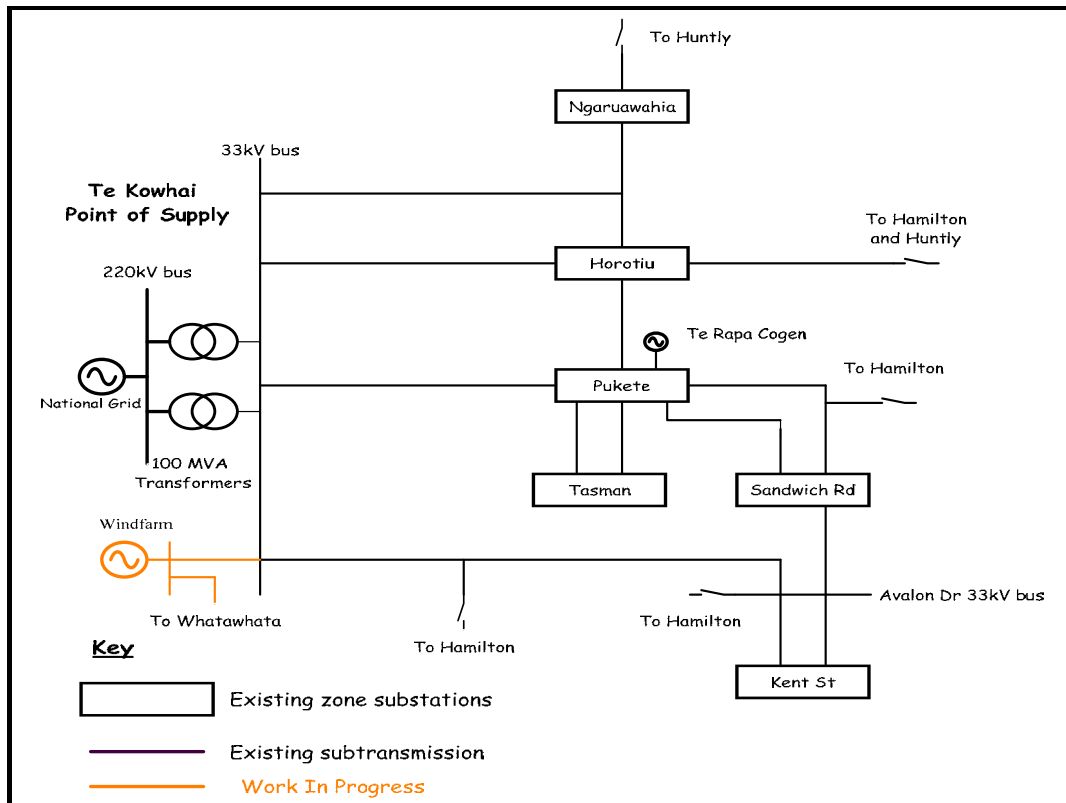 To Huntly
Ngaruawahia
33kV bus
Te Kowhai
Point of Supply
To Hamilton
and Huntly
Horotiu
220kV bus
Te Rapa Cogen
To Hamilton
Pukete
National Grid
100 MVA
Transformers
Tasman
Sandwich Rd
Windfarm
Avalon Dr 33kV bus
To Whatawhata
To Hamilton
To Hamilton
Key
Kent St
Existing zone substations
Existing subtransmission
Work In Progress